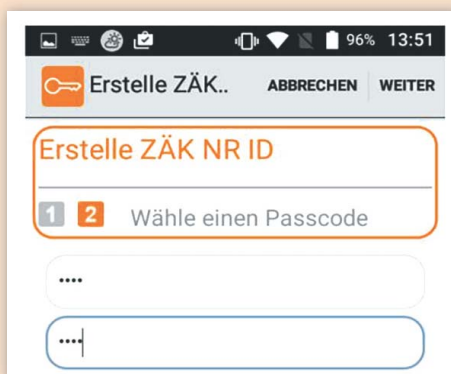 96% 13:51
Erstelle ZÄK.. ABBRECHEN WEITER
Erstelle ZÄK NR ID
1 2 Wähle einen Passcode
••••
••••